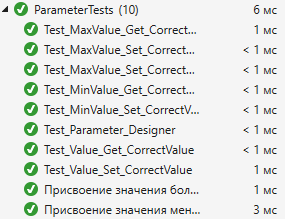 ParameterTests (10) 6 мс
Test_MaxValue_Get_Correct... 1 мс
Test_MaxValue_Set_Correct... < 1 мс
Test_MaxValue_Set_Correct... < 1 мс
Test_MinValue_Get_Correct... < 1 мс
Test_MinValue_Set_CorrectV... < 1 мс
Test_Parameter_Designer < 1 мс
Test_Value_Get_CorrectValue < 1 мс
Test_Value_Set_CorrectValue 1 мс
Присвоение значения бол... 1 мс
Присвоение значения мен... 3 мс